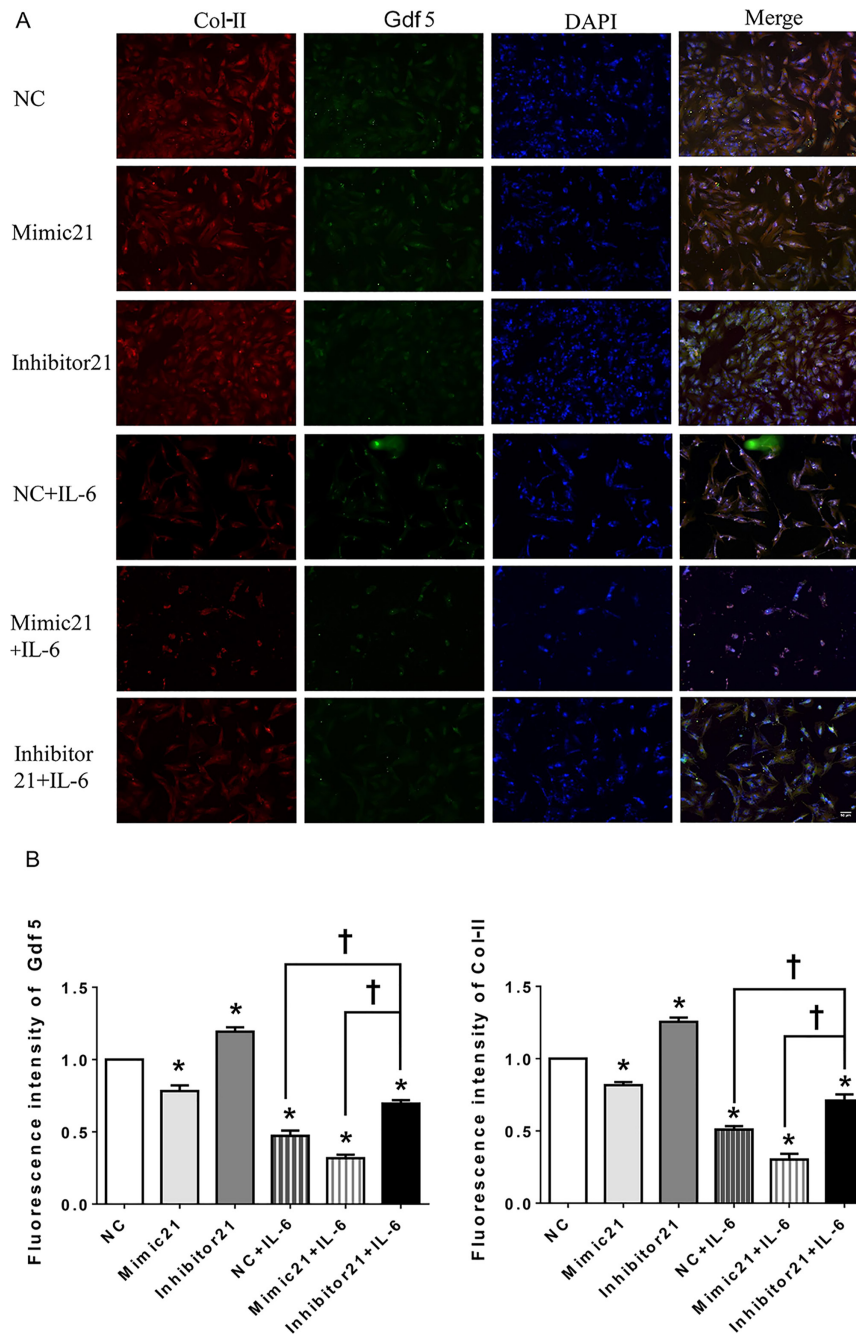 A
Col-II Gdf 5 DAPI Merge
NC
Mimic21
Inhibitor21
NC+IL-6
Mimic21
+IL-6
Inhibitor
21+IL-6
50 μm
B
Fluorescence intensity of Gdf5
1.5
1.0
0.5
0.0
*
*
*
*
*
†
†
NC
Mimic21
Inhibitor21
NC+IL-6
Mimic21+IL-6
Inhibitor21+IL-6
Fluorescence intensity of Col-II
1.5
1.0
0.5
0.0
*
*
*
*
*
†
†
NC
Mimic21
Inhibitor21
NC+IL-6
Mimic21+IL-6
Inhibitor21+IL-6